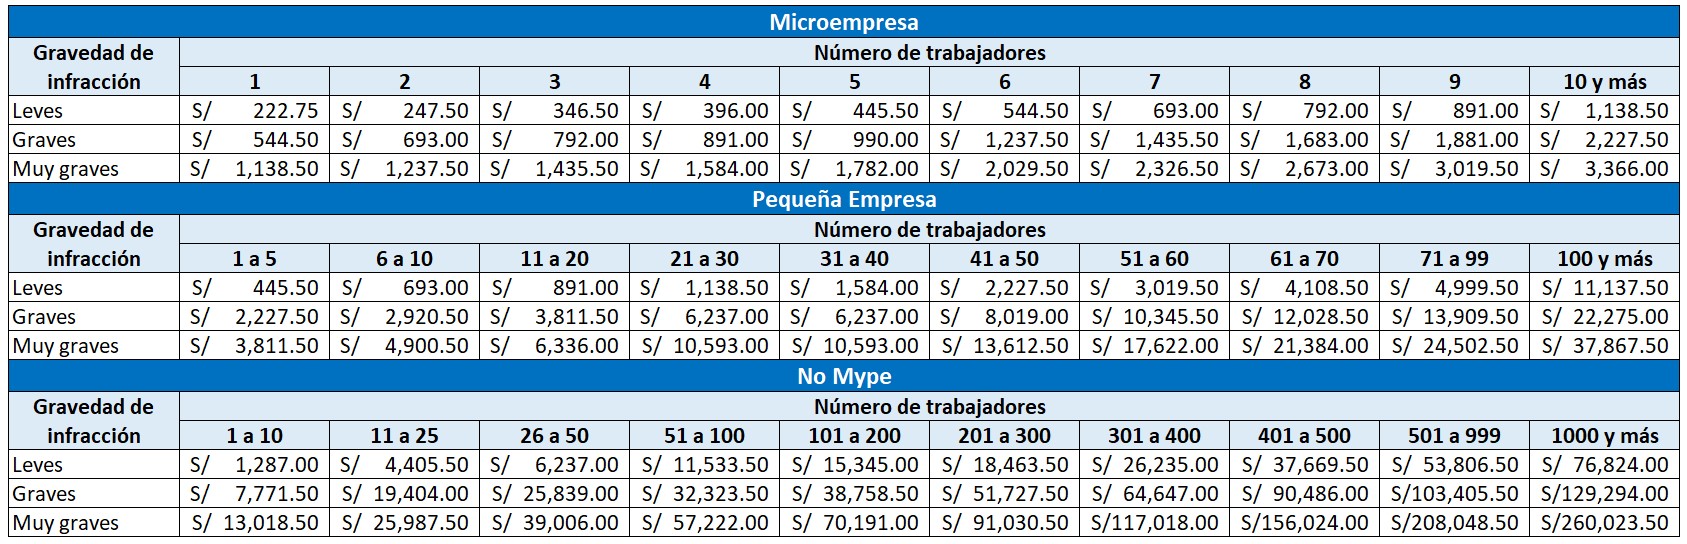 Microempresa
Gravedad de infracción Número de trabajadores
1 2 3 4 5 6 7 8 9 10 y más
Leves S/ 222.75 S/ 247.50 S/ 346.50 S/ 396.00 S/ 445.50 S/ 544.50 S/ 693.00 S/ 792.00 S/ 891.00 S/ 1,138.50
Graves S/ 544.50 S/ 693.00 S/ 792.00 S/ 891.00 S/ 990.00 S/ 1,237.50 S/ 1,435.50 S/ 1,683.00 S/ 1,881.00 S/ 2,227.50
Muy graves S/ 1,138.50 S/ 1,237.50 S/ 1,435.50 S/ 1,584.00 S/ 1,782.00 S/ 2,029.50 S/ 2,326.50 S/ 2,673.00 S/ 3,019.50 S/ 3,366.00
Pequeña Empresa
Gravedad de infracción Número de trabajadores
1 a 5 6 a 10 11 a 20 21 a 30 31 a 40 41 a 50 51 a 60 61 a 70 71 a 99 100 y más
Leves S/ 445.50 S/ 693.00 S/ 891.00 S/ 1,138.50 S/ 1,584.00 S/ 2,227.50 S/ 3,019.50 S/ 4,108.50 S/ 4,999.50 S/ 11,137.50
Graves S/ 2,227.50 S/ 2,920.50 S/ 3,811.50 S/ 6,237.00 S/ 6,237.00 S/ 8,019.00 S/ 10,345.50 S/ 12,028.50 S/ 13,909.50 S/ 22,275.00
Muy graves S/ 3,811.50 S/ 4,900.50 S/ 6,336.00 S/ 10,593.00 S/ 10,593.00 S/ 13,612.50 S/ 17,622.00 S/ 21,384.00 S/ 24,502.50 S/ 37,867.50
No Mype
Gravedad de infracción Número de trabajadores
1 a 10 11 a 25 26 a 50 51 a 100 101 a 200 201 a 300 301 a 400 401 a 500 501 a 999 1000 y más
Leves S/ 1,287.00 S/ 4,405.50 S/ 6,237.00 S/ 11,533.50 S/ 15,345.00 S/ 18,463.50 S/ 26,235.00 S/ 37,669.50 S/ 53,806.50 S/ 76,824.00
Graves S/ 7,771.50 S/ 19,404.00 S/ 25,839.00 S/ 32,323.50 S/ 38,758.50 S/ 51,727.50 S/ 64,647.00 S/ 90,486.00 S/103,405.50 S/129,294.00
Muy graves S/ 13,018.50 S/ 25,987.50 S/ 39,006.00 S/ 57,222.00 S/ 70,191.00 S/ 91,030.50 S/117,018.00 S/156,024.00 S/208,048.50 S/260,023.50